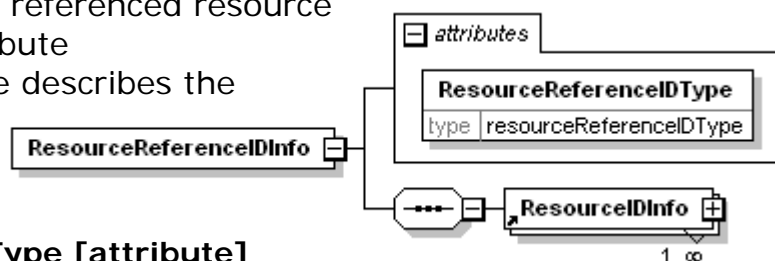 referenced resource
bute
e describes the
attributes
ResourceReferenceIDType
type resourceReferenceIDType
ResourceReferenceIDInfo
ResourceIDInfo
Type [attribute]
1 ∞